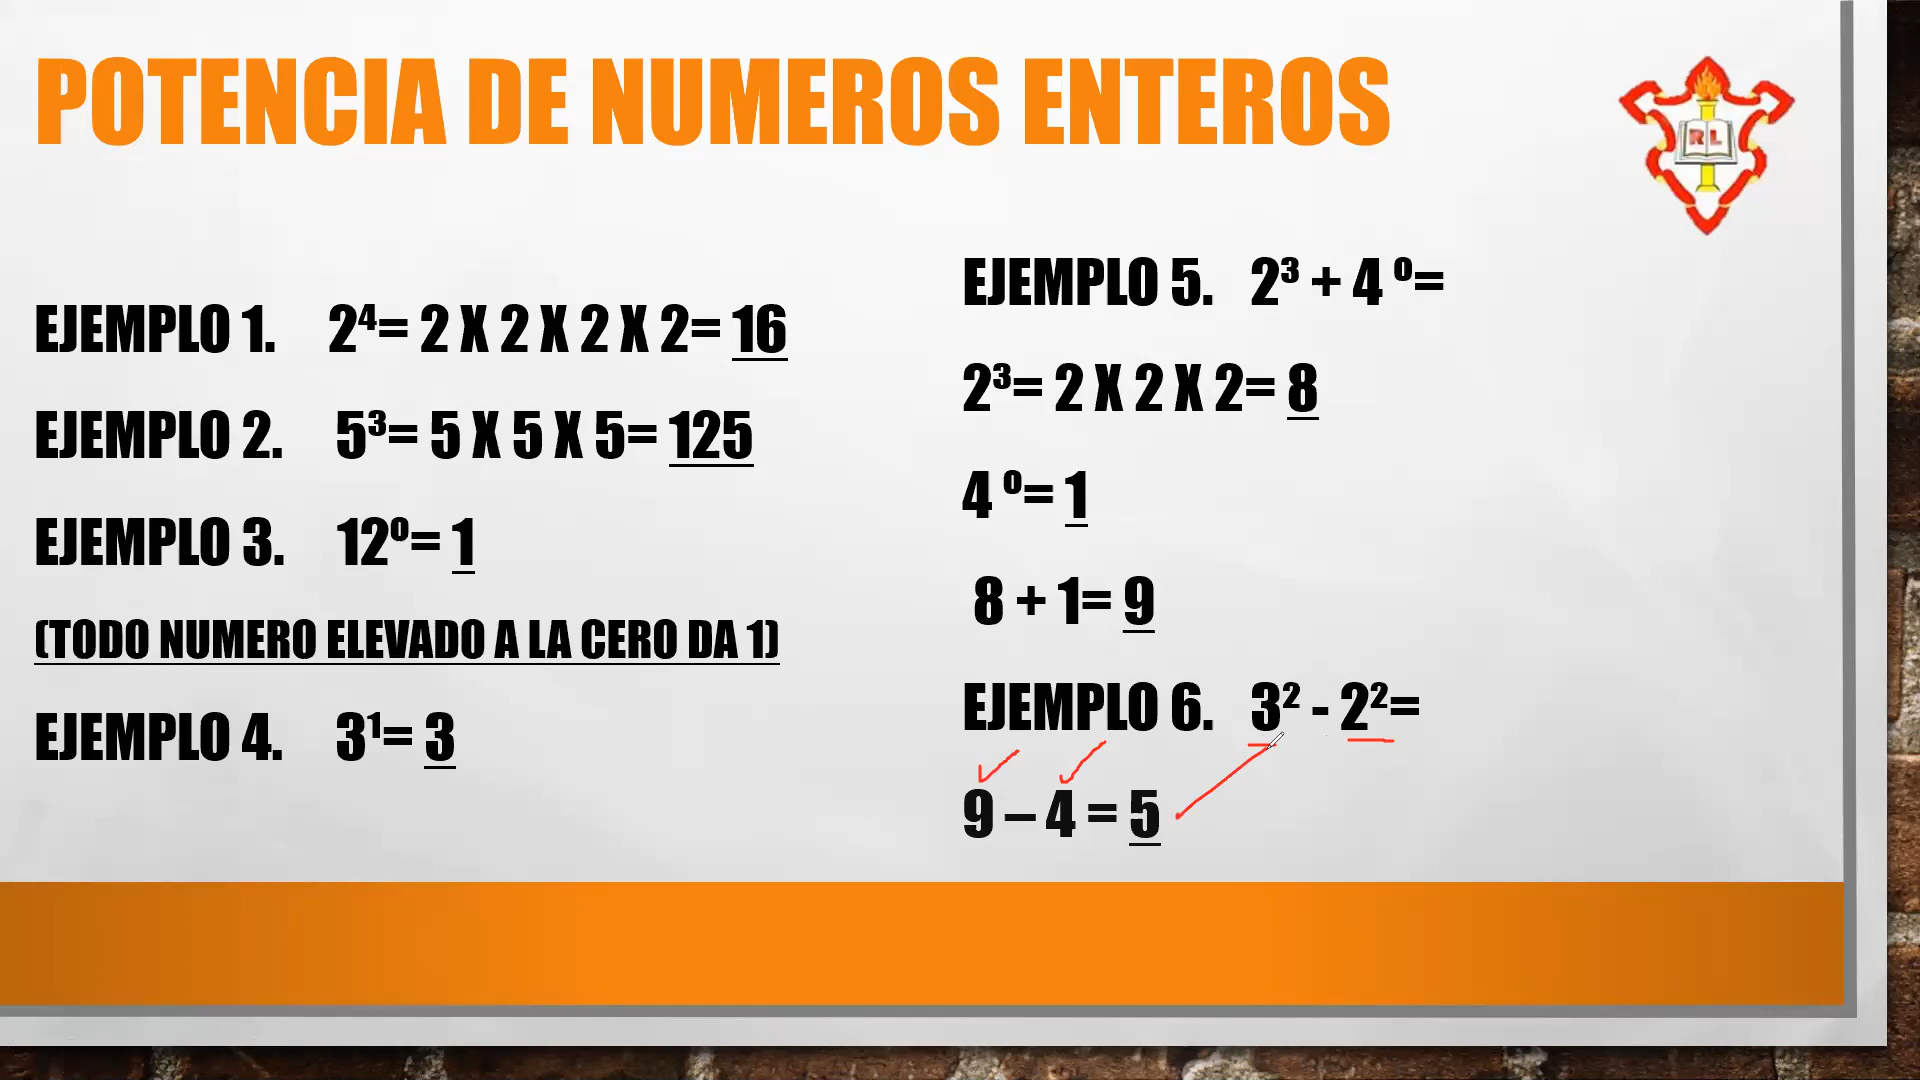 POTENCIA DE NUMEROS ENTEROS
R L
EJEMPLO 1. 2⁴= 2 X 2 X 2 X 2= 16
EJEMPLO 2. 5³= 5 X 5 X 5= 125
EJEMPLO 3. 12⁰= 1
(TODO NUMERO ELEVADO A LA CERO DA 1)
EJEMPLO 4. 3¹= 3
EJEMPLO 5. 2³ + 4 ⁰=
2³= 2 X 2 X 2= 8
4 ⁰= 1
8 + 1= 9
EJEMPLO 6. 3² - 2²=
9 – 4 = 5